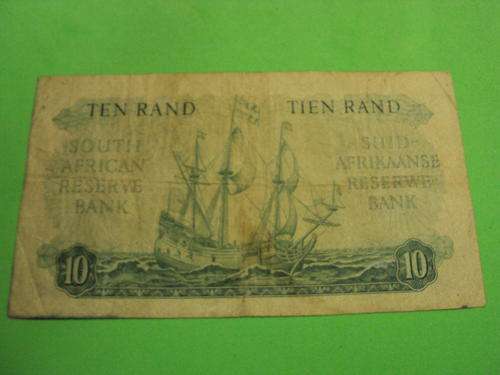 TEN RAND
TIEN RAND
SOUTH
AFRICAN
RESERVE
BANK
SUID-
AFRIKAANSE
RESERWE
BANK
10
10